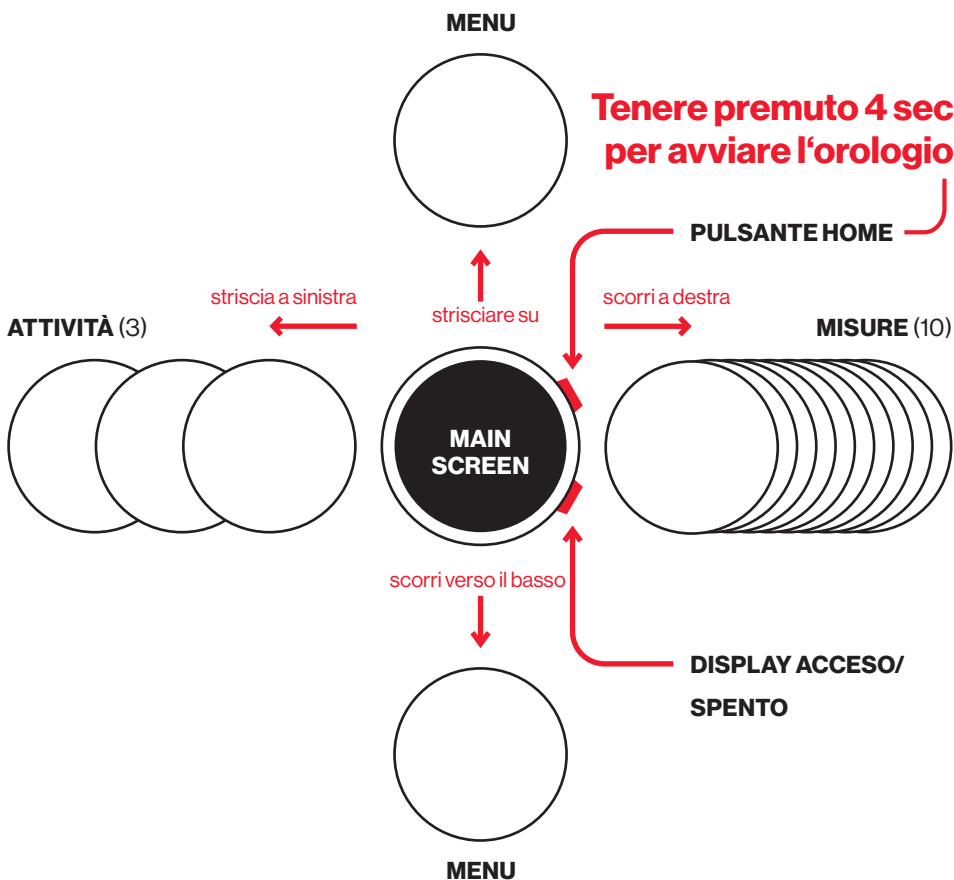 MENU
Tenere premuto 4 sec
per avviare l‘orologio
PULSANTE HOME
striscia a sinistra
strisciare su
scorri a destra
ATTIVITÀ (3)
MISURE (10)
MAIN
SCREEN
scorri verso il basso
DISPLAY ACCESO/
SPENTO
MENU